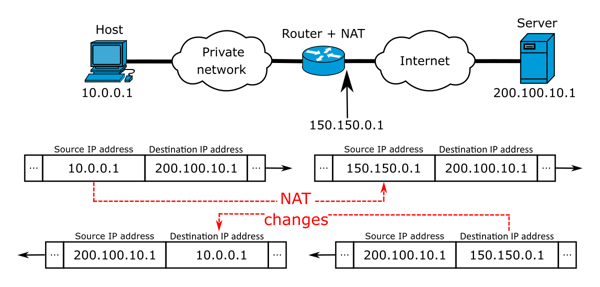 Host
Router + NAT
Server
Private
network
Internet
10.0.0.1
200.100.10.1
150.150.0.1
Source IP address Destination IP address
... 10.0.0.1 200.100.10.1 ...
Source IP address Destination IP address
... 150.150.0.1 200.100.10.1 ...
NAT
changes
Source IP address Destination IP address
... 200.100.10.1 10.0.0.1 ...
Source IP address Destination IP address
... 200.100.10.1 150.150.0.1 ...